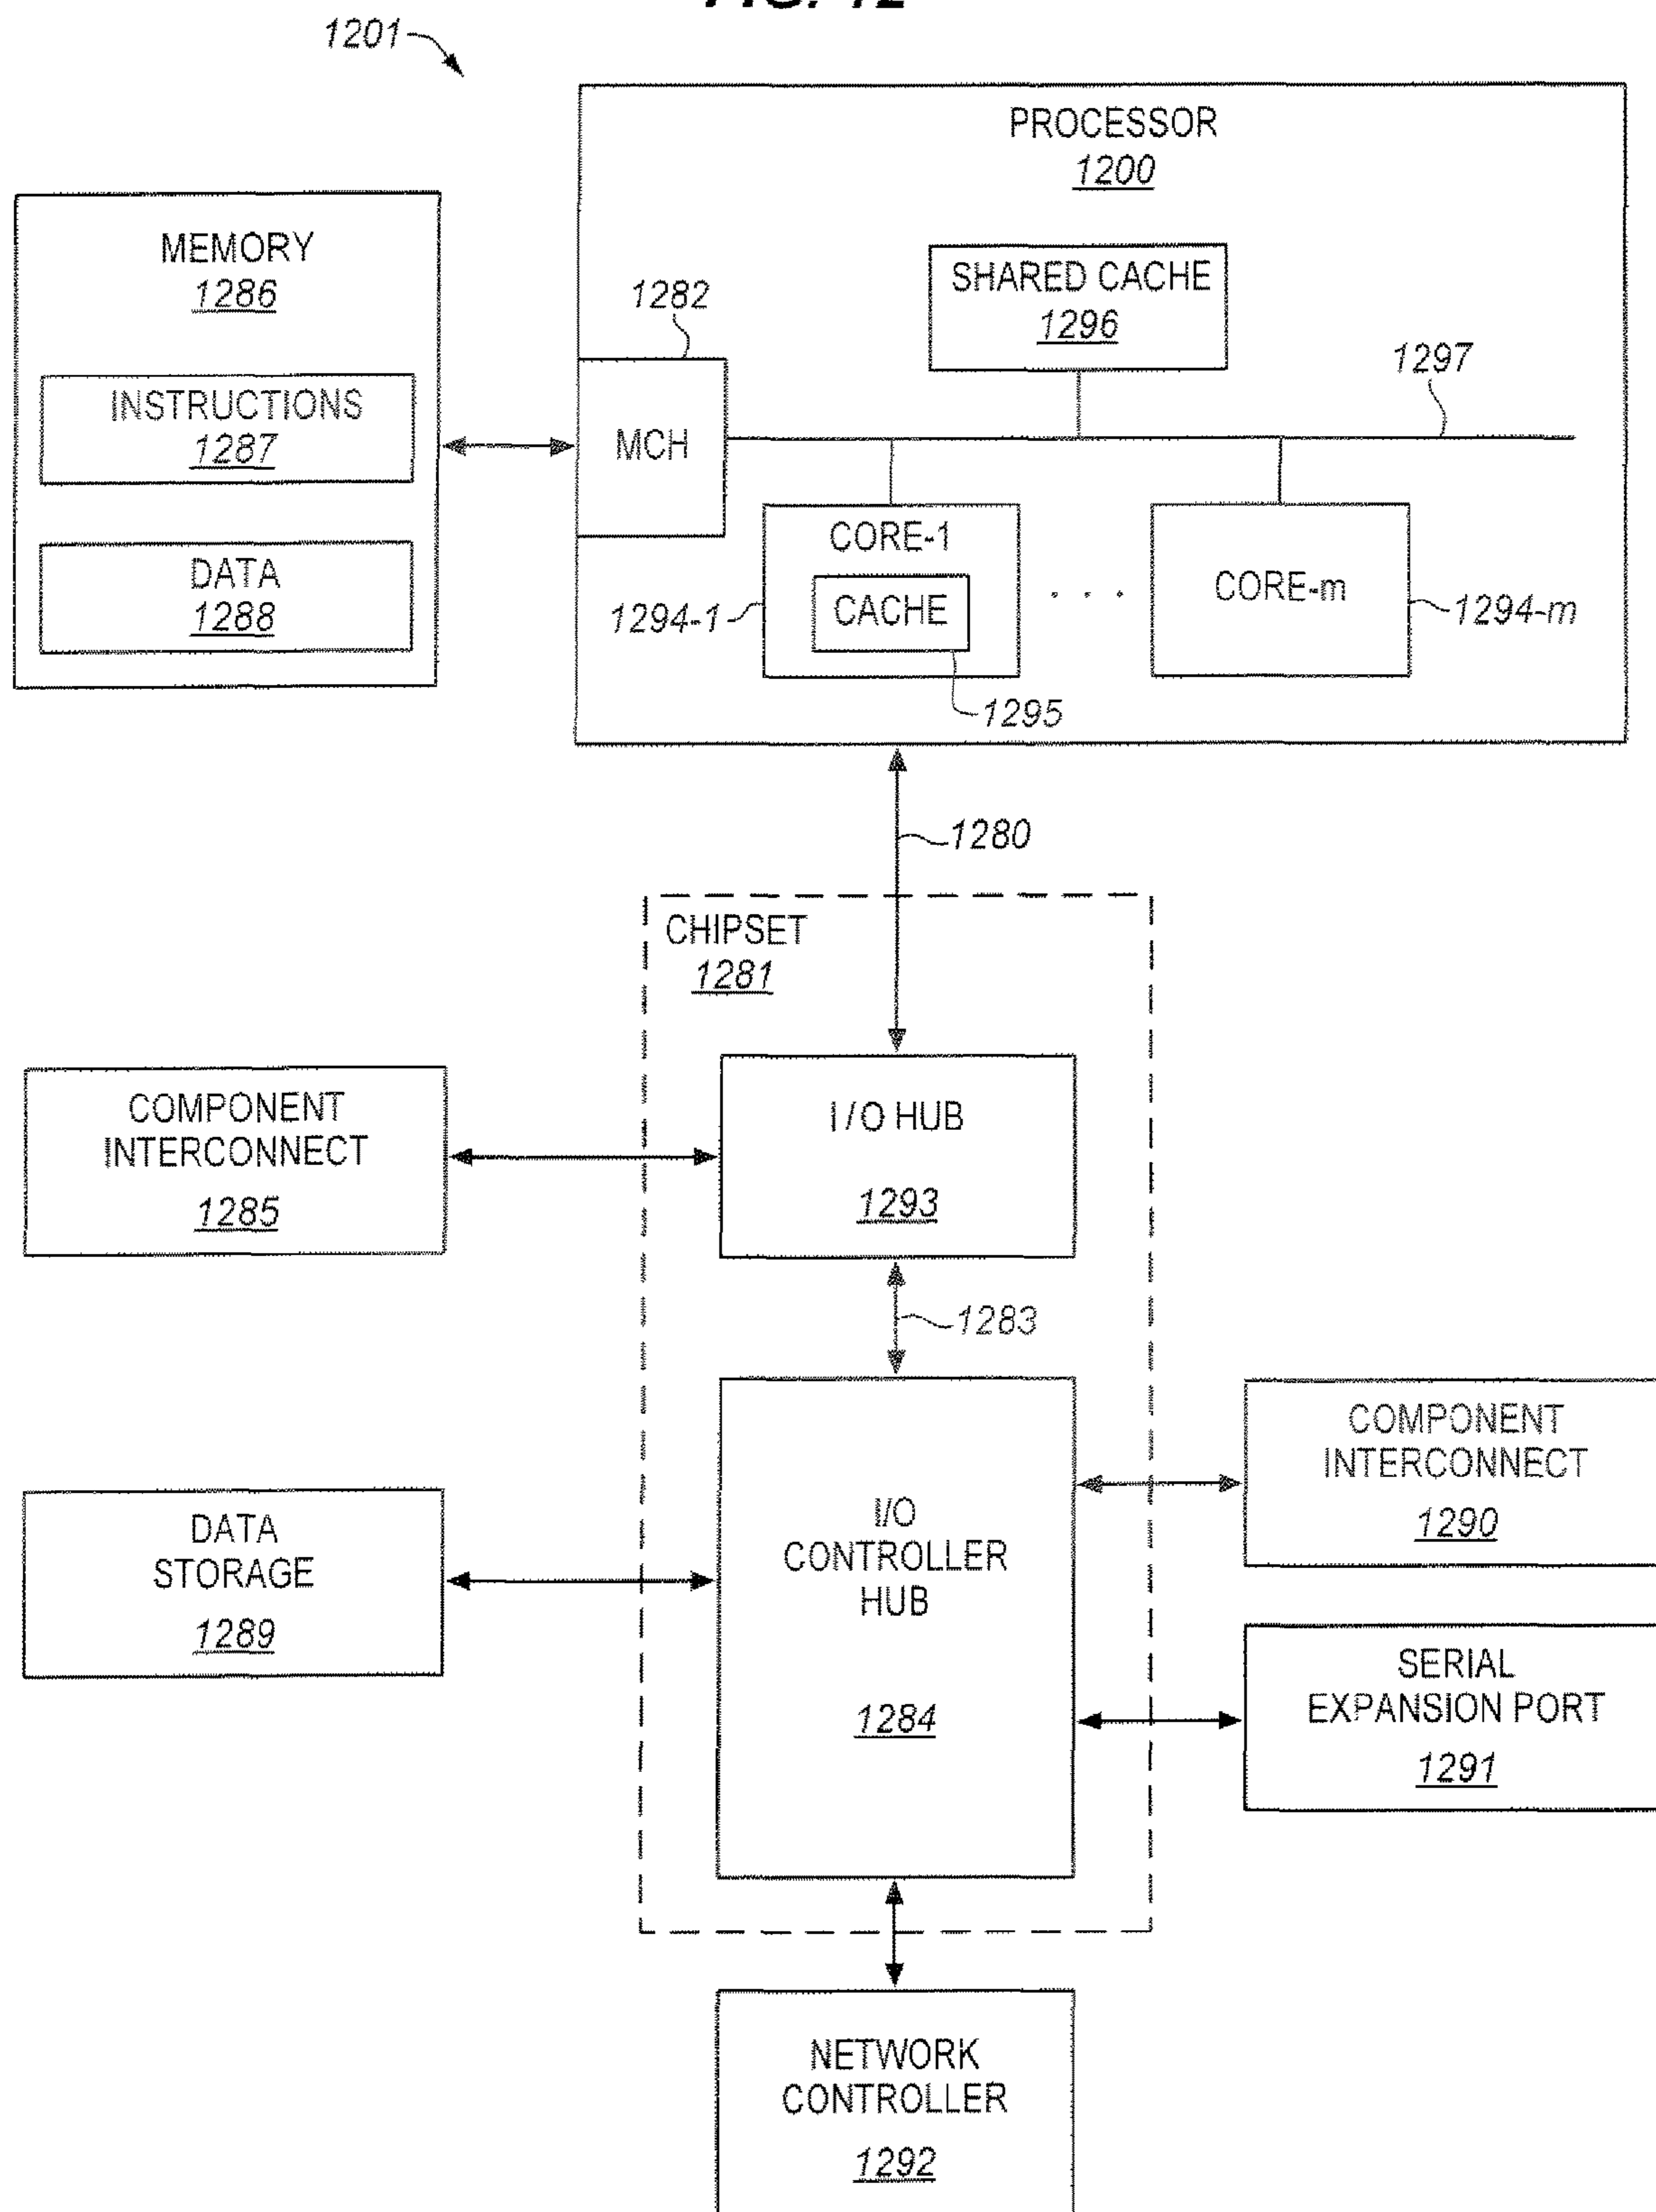 FIG. 12
1201
PROCESSOR
1200
MEMORY
1286
INSTRUCTIONS
1287
DATA
1288
1282
MCH
SHARED CACHE
1296
1297
CORE-1
CACHE
1294-1
1295
. . .
CORE-m
1294-m
1280
CHIPSET
1281
COMPONENT
INTERCONNECT
1285
I/O HUB
1293
1283
DATA
STORAGE
1289
I/O
CONTROLLER
HUB
1284
COMPONENT
INTERCONNECT
1290
SERIAL
EXPANSION PORT
1291
NETWORK
CONTROLLER
1292